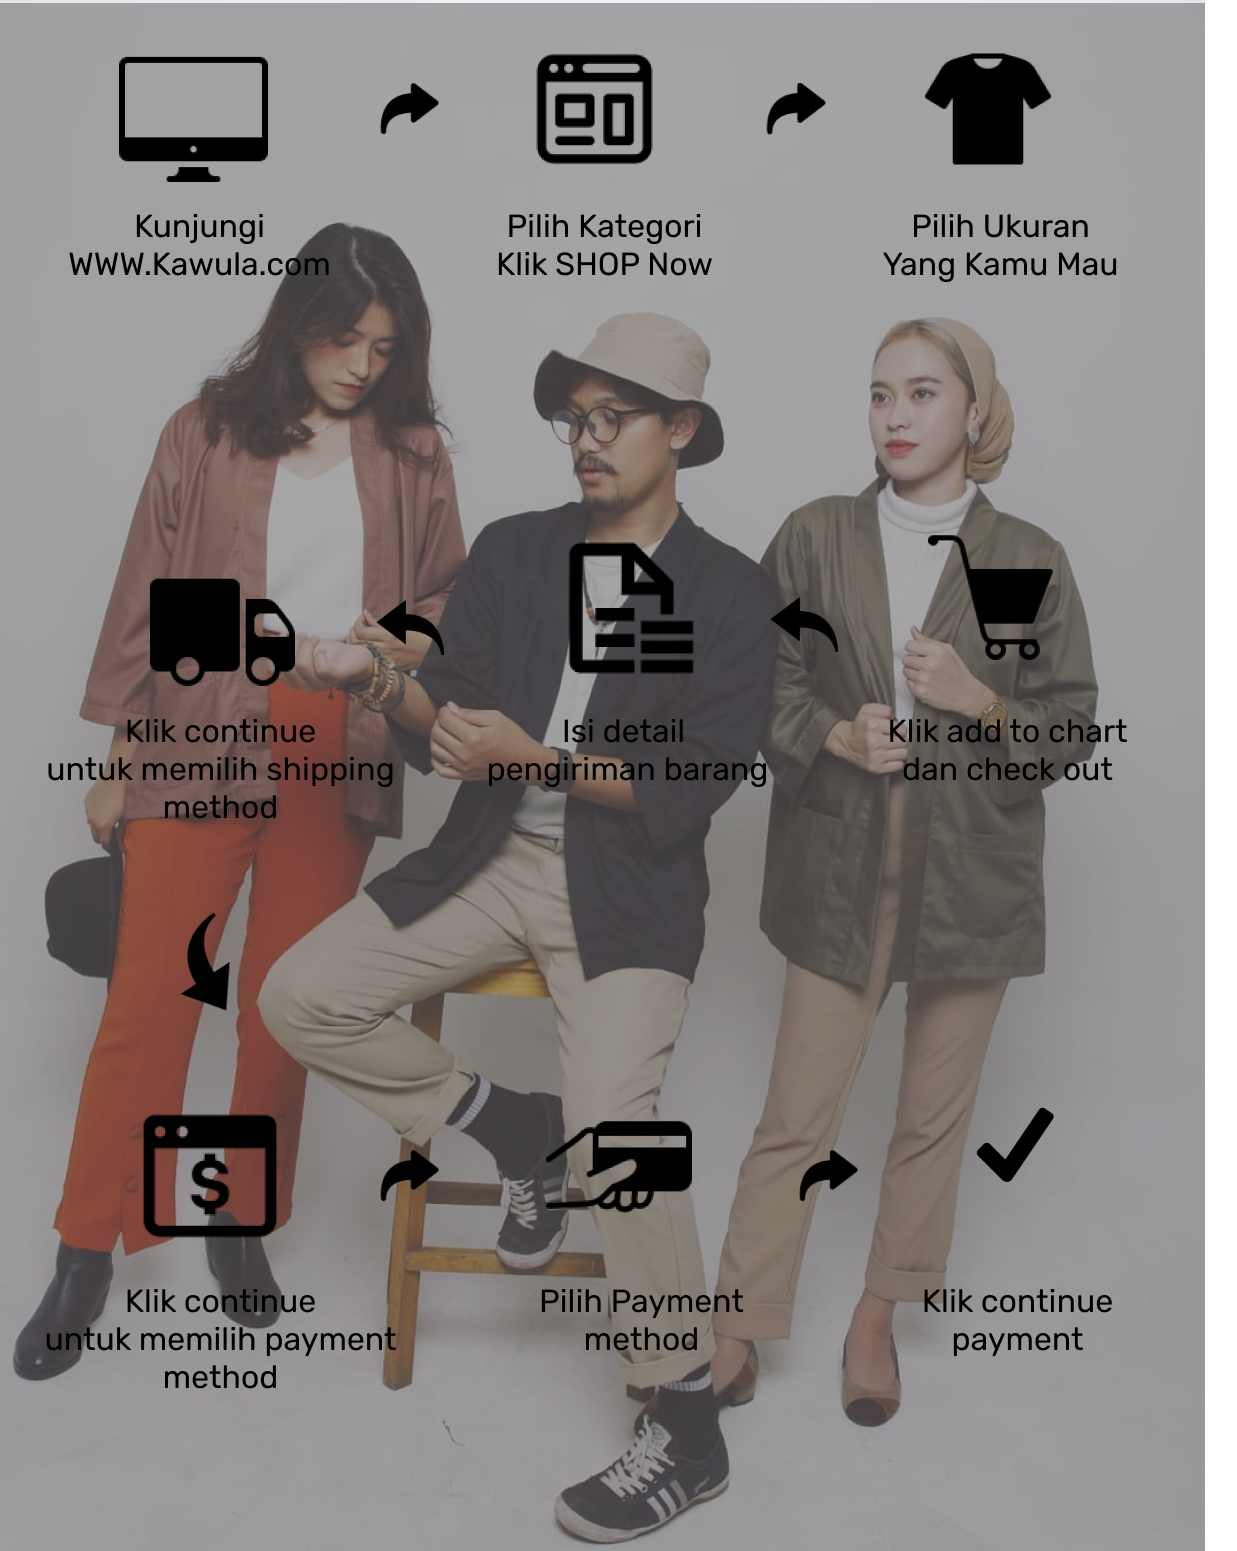 Kunjungi
WWW.Kawula.com
Pilih Kategori
Klik SHOP Now
Pilih Ukuran
Yang Kamu Mau
Klik add to chart
dan check out
Isi detail
pengiriman barang
Klik continue
untuk memilih shipping
method
$
Klik continue
untuk memilih payment
method
Pilih Payment
method
Klik continue
payment